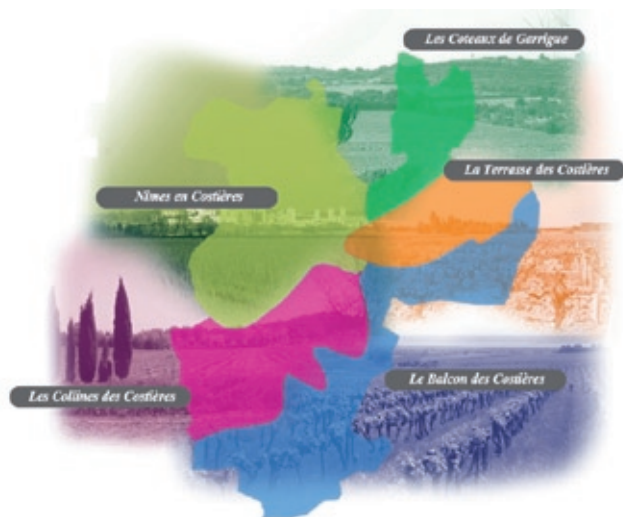 Les Coteaux de Garrigue
La Terrasse des Costières
Nîmes en Costières
Le Balcon des Costières
Les Collines des Costières